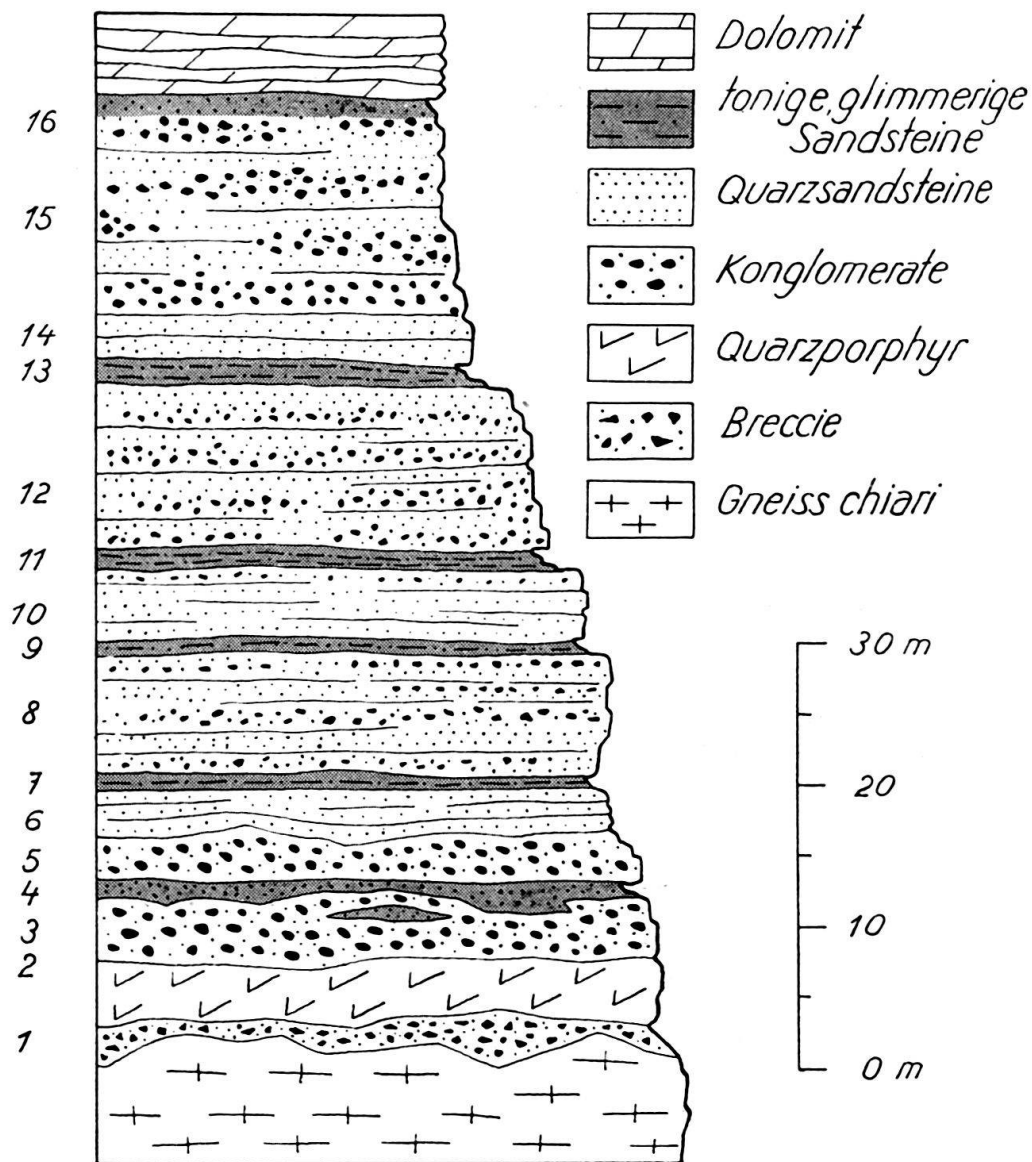 16
15
14
13
12
11
10
9
8
7
6
5
4
3
2
1
Dolomit
tonige, glimmerige
Sandsteine
Quarzsandsteine
Konglomerate
Quarzporphyr
Breccie
Gneiss chiari
30 m
20
10
0 m